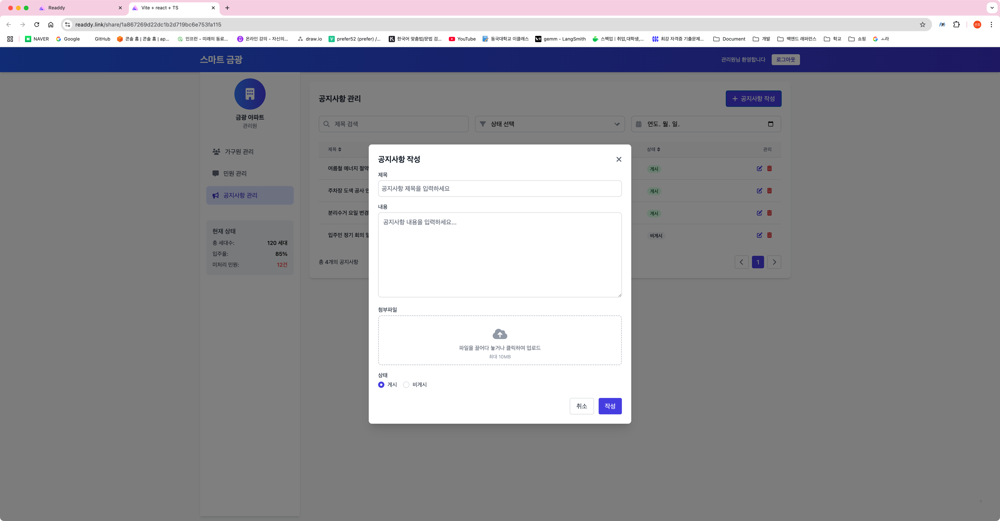 Readdy
Vite + react + TS
readdy.link/share/1a867269d22dc1b2d719bc6e753fa115
선호
NAVER
Google
GitHub
콘솔 홈 | 콘솔 홈 | ap...
인프런 - 미래의 동료...
온라인 강의 - 자신의...
draw.io
prefer52 (prefer) /...
한국어 맞춤법/문법 검...
YouTube
동국대학교 이클래스
gemm - LangSmith
스펙업ㅣ취업,대학생,...
최강 자격증 기출문제...
Document
개발
백엔드 래퍼런스
학교
쇼핑
ㅗ라
스마트 금광
관리원님 환영합니다
로그아웃
금광 아파트
관리원
가구원 관리
민원 관리
공지사항 관리
현재 상태
총 세대수: 120 세대
입주율: 85%
미처리 민원: 12건
공지사항 관리
공지사항 작성
제목 검색
상태 선택
연도. 월. 일.
제목
상태
관리
여름철 에너지 절약
게시
주차장 도색 공사
게시
분리수거 요일 변경
게시
입주민 정기 회의
비게시
총 4개의 공지사항
1
공지사항 작성
제목
공지사항 제목을 입력하세요
내용
공지사항 내용을 입력하세요...
첨부파일
파일을 끌어다 놓거나 클릭하여 업로드
최대 10MB
상태
게시
비게시
취소
작성